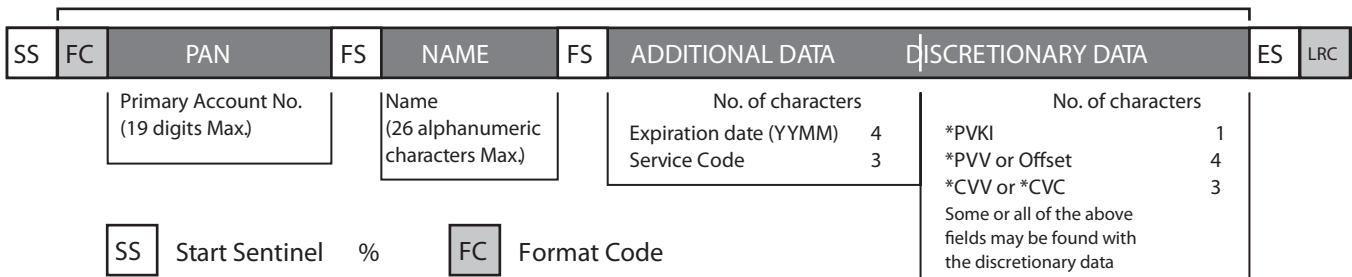 SS FC PAN FS NAME FS ADDITIONAL DATA DISCRETIONARY DATA ES LRC
Primary Account No.
(19 digits Max.)
Name
(26 alphanumeric
characters Max.)
No. of characters
Expiration date (YYMM) 4
Service Code 3
No. of characters
*PVKI 1
*PVV or Offset 4
*CVV or *CVC 3
Some or all of the above
fields may be found with
the discretionary data
SS Start Sentinel % FC Format Code